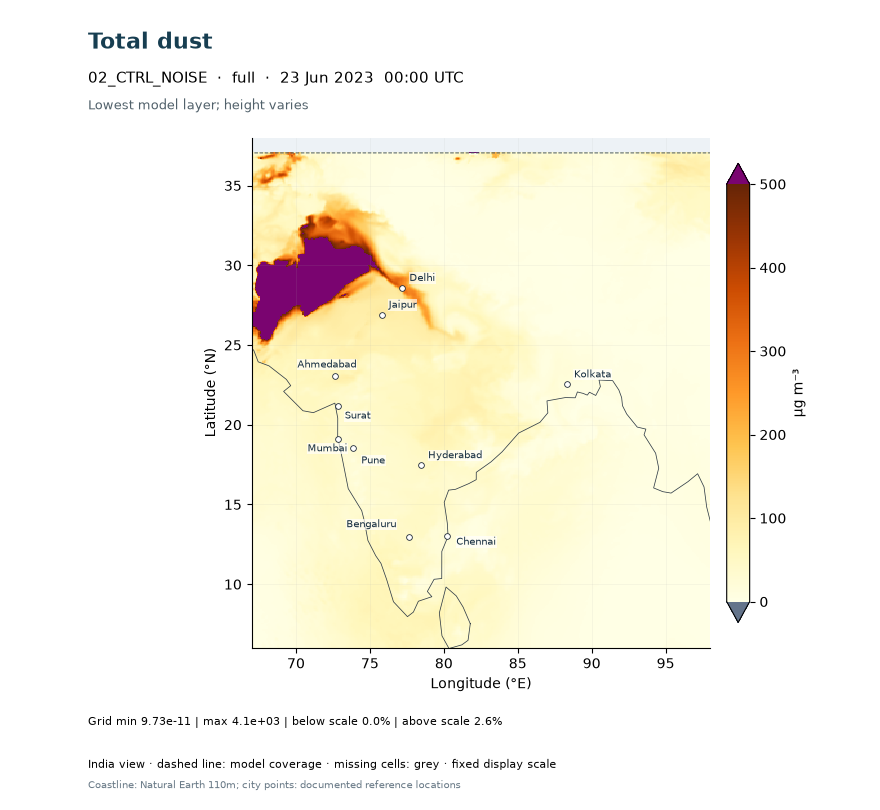 Total dust
02_CTRL_NOISE · full · 23 Jun 2023 00:00 UTC
Lowest model layer; height varies
35
30
25
20
15
10
Latitude (°N)
Delhi
Jaipur
Ahmedabad
Kolkata
Surat
Mumbai
Pune
Hyderabad
Bengaluru
Chennai
70
75
80
85
90
95
Longitude (°E)
500
400
300
200
100
0
µg m⁻³
Grid min 9.73e-11 | max 4.1e+03 | below scale 0.0% | above scale 2.6%
India view · dashed line: model coverage · missing cells: grey · fixed display scale
Coastline: Natural Earth 110m; city points: documented reference locations